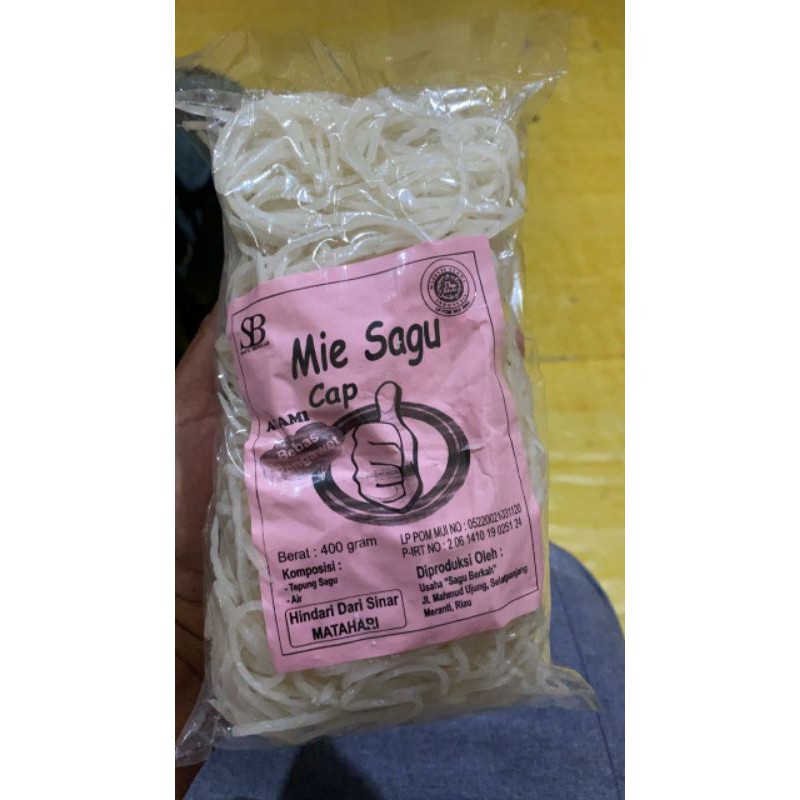 SB
Mie Sagu
Cap
Bebas
Pengawet
Berat : 400 gram
Komposisi :
- Tepung Sagu
- Air
Hindari Dari Sinar
MATAHARI
LP POM MUI NO : 05220021031120
P-IRT NO : 2 06 1410 19 0251 24
Diproduksi Oleh :
Usaha "Sagu Berkah"
Jl. Mahmud Ujung, Selatpanjang
Meranti, Riau